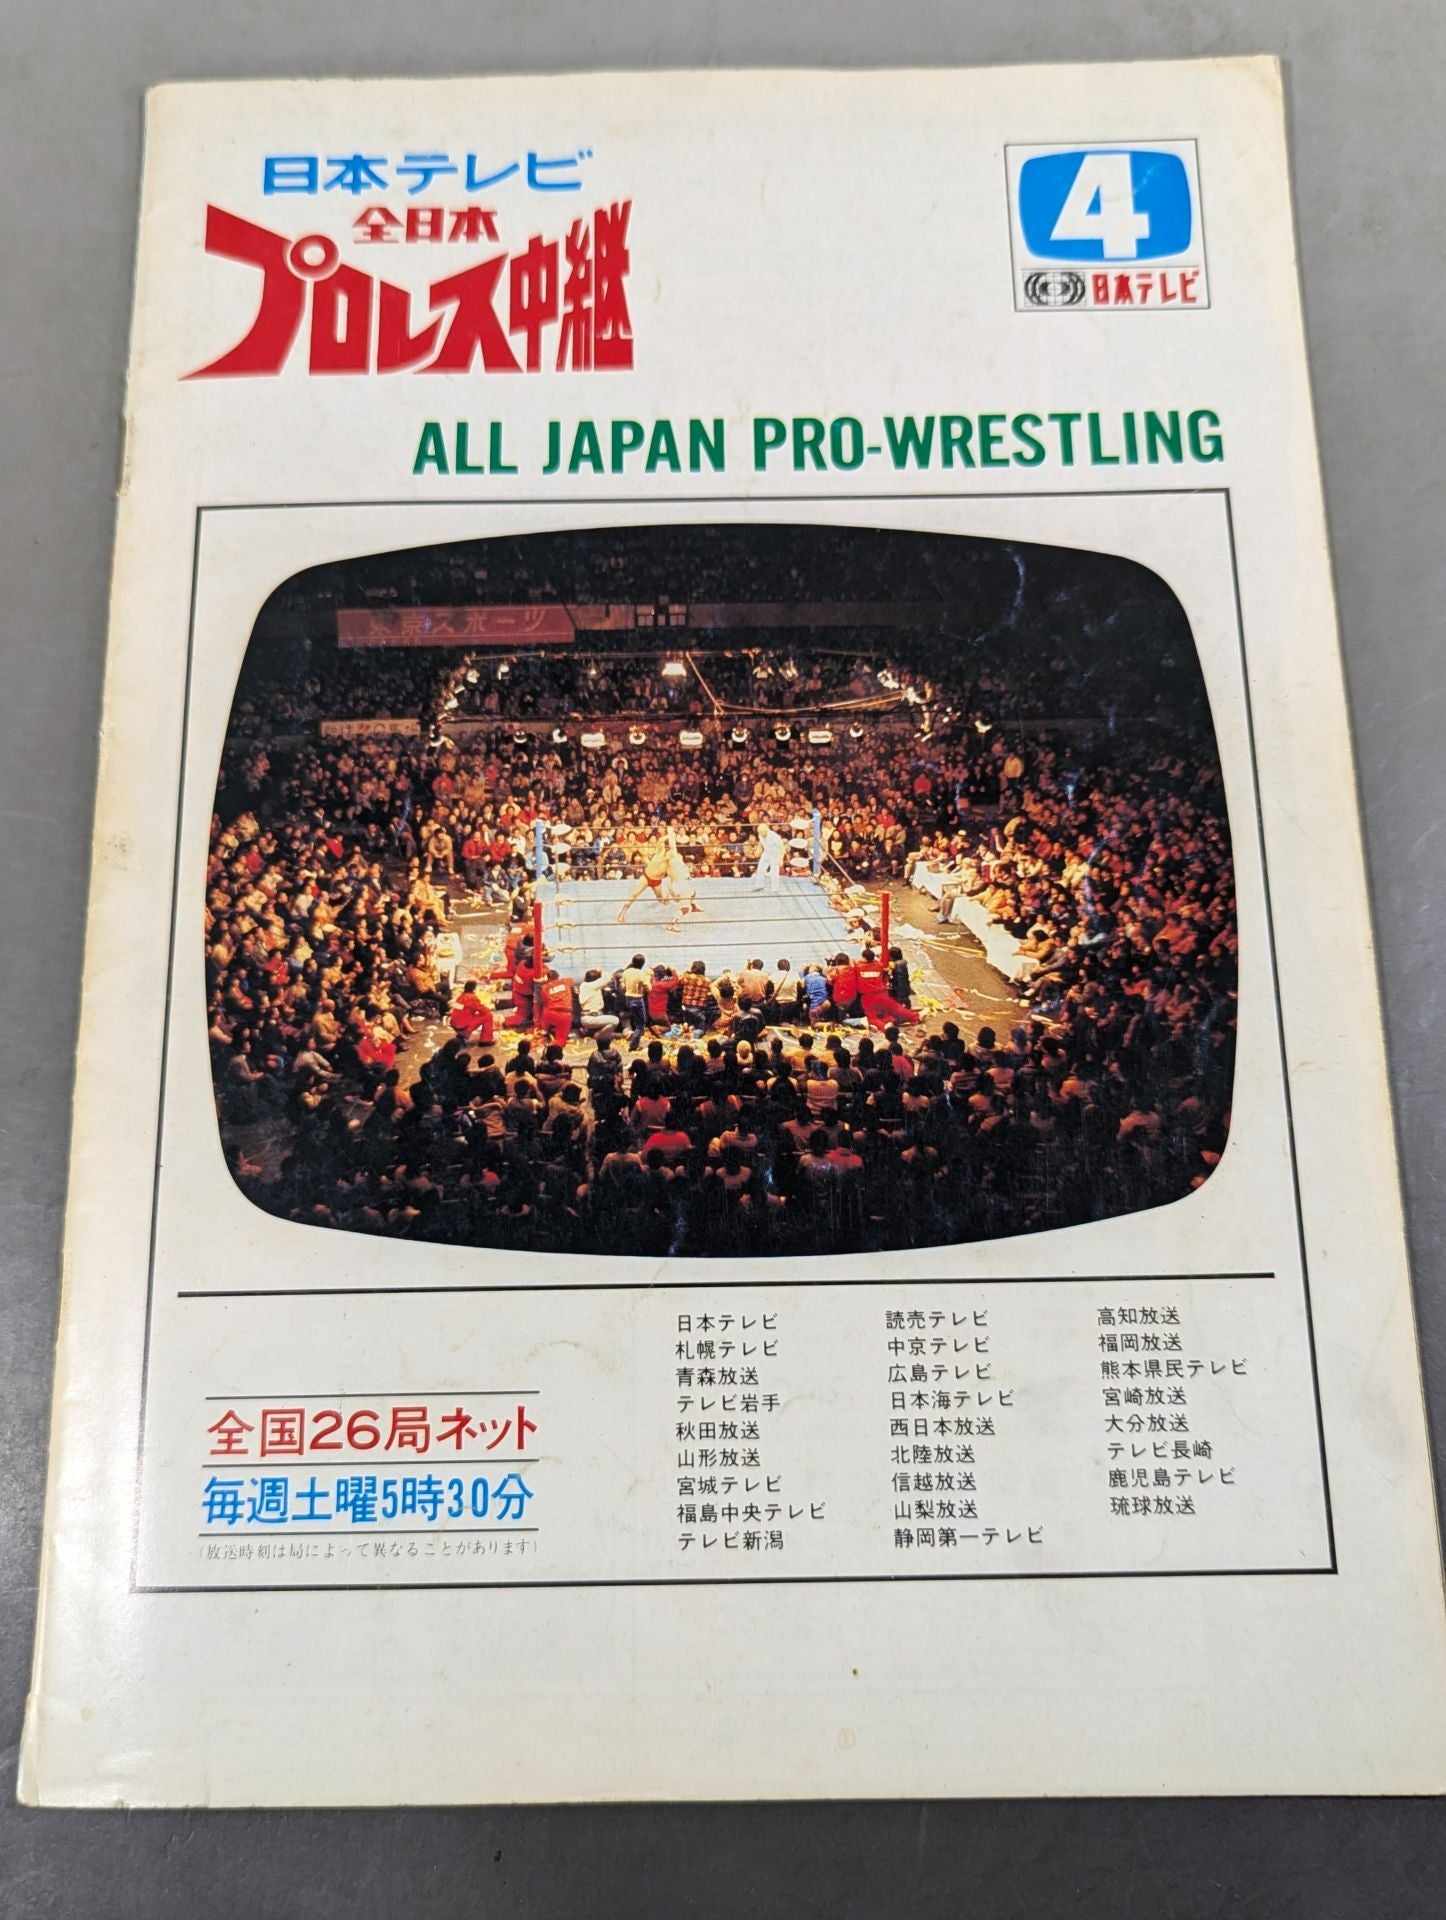 日本テレビ
全日本
プロレス中継
4
日本テレビ
ALL JAPAN PRO-WRESTLING
東京スポーツ
全国26局ネット
毎週土曜5時30分
(放送時刻は局によって異なることがあります)
日本テレビ
札幌テレビ
青森放送
テレビ岩手
秋田放送
山形放送
宮城テレビ
福島中央テレビ
テレビ新潟
読売テレビ
中京テレビ
広島テレビ
日本海テレビ
西日本放送
北陸放送
信越放送
山梨放送
静岡第一テレビ
高知放送
福岡放送
熊本県民テレビ
宮崎放送
大分放送
テレビ長崎
鹿児島テレビ
琉球放送